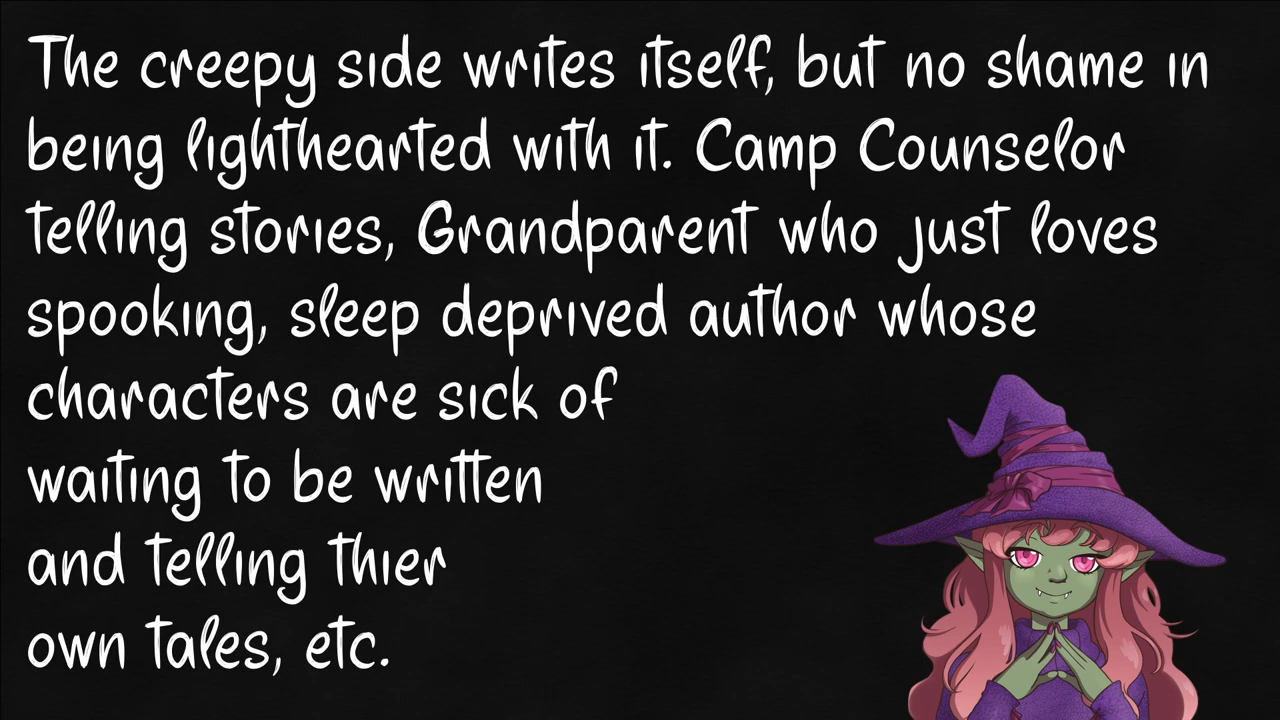 The creepy side writes itself, but no shame in
being lighthearted with it. Camp Counselor
telling stories, Grandparent who just loves
spooking, sleep deprived author whose
characters are sick of
waiting to be written
and telling thier
own tales, etc.